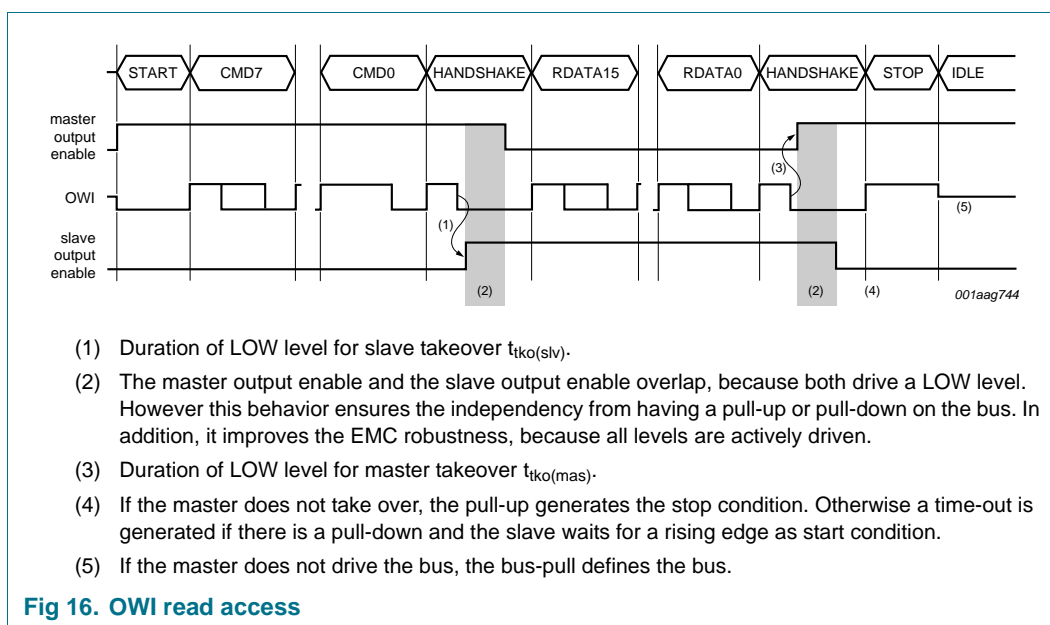 START CMD7 CMD0 HANDSHAKE RDATA15 RDATA0 HANDSHAKE STOP IDLE
master
output
enable
(3)
OWI
(1)
(5)
slave
output
enable
(2) (2) (4)
001aag744
(1) Duration of LOW level for slave takeover ttko(slv).
(2) The master output enable and the slave output enable overlap, because both drive a LOW level.
However this behavior ensures the independency from having a pull-up or pull-down on the bus. In
addition, it improves the EMC robustness, because all levels are actively driven.
(3) Duration of LOW level for master takeover ttko(mas).
(4) If the master does not take over, the pull-up generates the stop condition. Otherwise a time-out is
generated if there is a pull-down and the slave waits for a rising edge as start condition.
(5) If the master does not drive the bus, the bus-pull defines the bus.
Fig 16. OWI read access